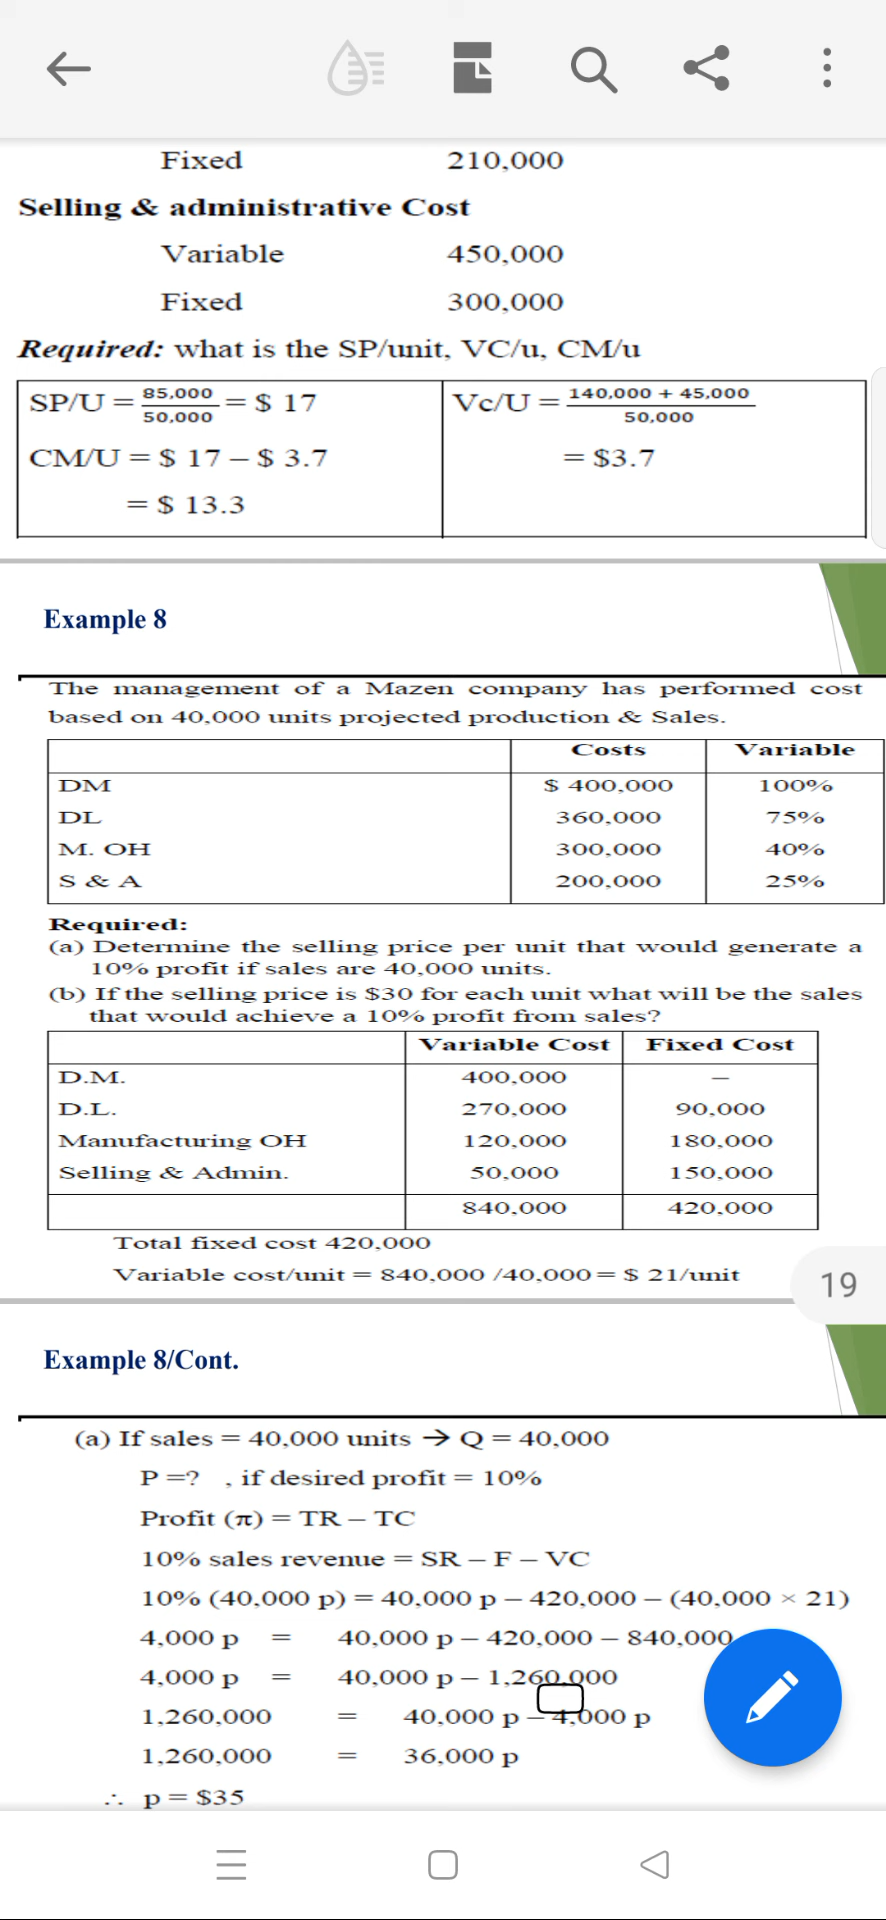 Fixed 210,000
Selling & administrative Cost
Variable 450,000
Fixed 300,000
Required: what is the SP/unit, VC/u, CM/u
SP/U = 85,000 / 50,000 = $ 17
Vc/U = 140,000 + 45,000 / 50,000
CM/U = $ 17 – $ 3.7
= $3.7
= $ 13.3
Example 8
The management of a Mazen company has performed cost
based on 40,000 units projected production & Sales.
Costs Variable
DM $ 400,000 100%
DL 360,000 75%
M. OH 300,000 40%
S & A 200,000 25%
Required:
(a) Determine the selling price per unit that would generate a
10% profit if sales are 40,000 units.
(b) If the selling price is $30 for each unit what will be the sales
that would achieve a 10% profit from sales?
Variable Cost Fixed Cost
D.M. 400,000 –
D.L. 270,000 90,000
Manufacturing OH 120,000 180,000
Selling & Admin. 50,000 150,000
840,000 420,000
Total fixed cost 420,000
Variable cost/unit = 840,000 /40,000 = $ 21/unit
19
Example 8/Cont.
(a) If sales = 40,000 units → Q = 40,000
P =? , if desired profit = 10%
Profit (π) = TR – TC
10% sales revenue = SR – F – VC
10% (40,000 p) = 40,000 p – 420,000 – (40,000 × 21)
4,000 p = 40,000 p – 420,000 – 840,000
4,000 p = 40,000 p – 1,260,000
1,260,000 = 40,000 p – 4,000 p
1,260,000 = 36,000 p
∴ p = $35